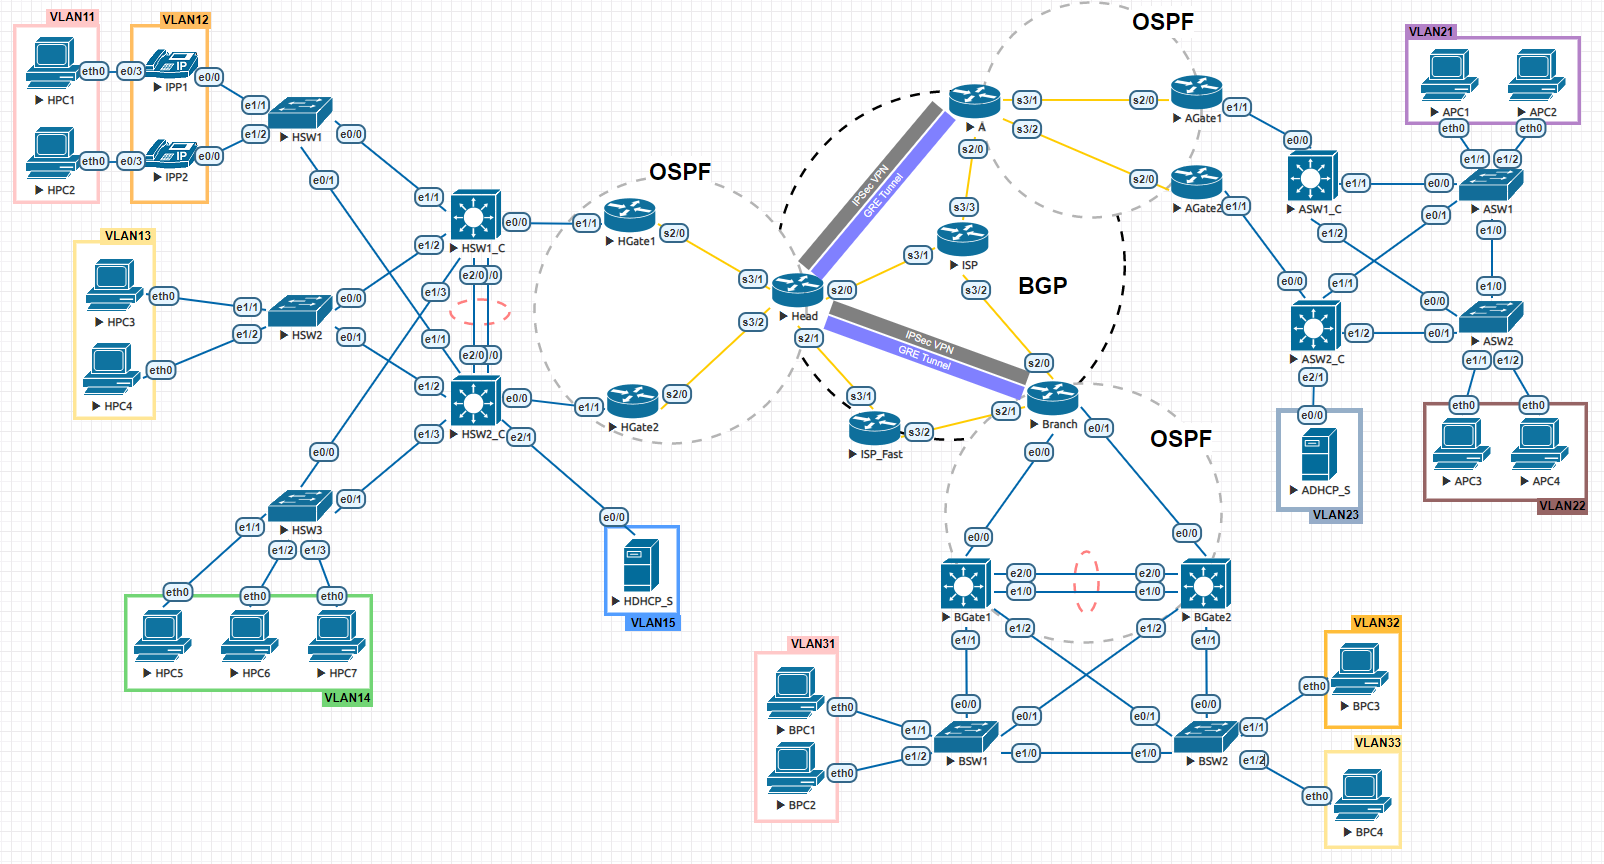 VLAN11
VLAN12
eth0
e0/3
IP
e0/0
HPC1
IPP1
e1/1
HSW1
e0/0
eth0
e0/3
IP
e0/0
e1/2
HPC2
IPP2
e0/1
VLAN13
eth0
e1/1
e0/0
HPC3
HSW2
eth0
e1/2
e0/1
HPC4
e1/1
HSW1_C
e0/0
e1/2
e2/0
/0
e1/3
e1/1
e2/0
/0
e1/2
HSW2_C
e0/0
e1/3
e2/1
e0/0
e0/1
HSW3
e1/1
e1/2
e1/3
eth0
eth0
eth0
HPC5
HPC6
HPC7
VLAN14
e0/0
HDHCP_S
VLAN15
OSPF
e1/1
HGate1
s2/0
e1/1
HGate2
s2/0
s3/1
s3/2
Head
s2/0
s2/1
IPSec VPN
GRE Tunnel
IPSec VPN
GRE Tunnel
A
s3/1
s3/2
s2/0
s3/3
s3/1
ISP
s3/2
BGP
s2/0
s3/1
s3/2
ISP_Fast
s2/1
Branch
e0/1
e0/0
OSPF
s2/0
AGate1
e1/1
s2/0
AGate2
e1/1
e0/0
ASW1_C
e1/1
e1/2
e0/0
e1/1
ASW2_C
e1/2
e2/1
e0/0
ADHCP_S
VLAN23
VLAN21
APC1
APC2
eth0
eth0
e1/1
e1/2
e0/0
ASW1
e0/1
e1/0
e1/0
e0/0
e0/1
ASW2
e1/1
e1/2
eth0
eth0
APC3
APC4
VLAN22
OSPF
e0/0
e0/0
e2/0
e2/0
e1/0
e1/0
BGate1
BGate2
e1/2
e1/2
e1/1
e1/1
e0/0
e0/0
e0/1
e0/1
e1/1
e1/0
e1/0
e1/1
e1/2
BSW1
BSW2
e1/2
VLAN31
eth0
BPC1
eth0
BPC2
VLAN32
eth0
BPC3
VLAN33
eth0
BPC4